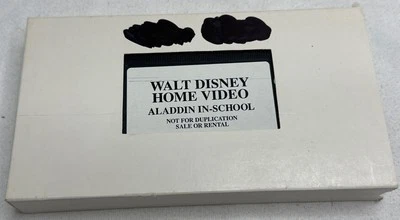 WALT DISNEY
HOME VIDEO
ALADDIN IN-SCHOOL
NOT FOR DUPLICATION
SALE OR RENTAL